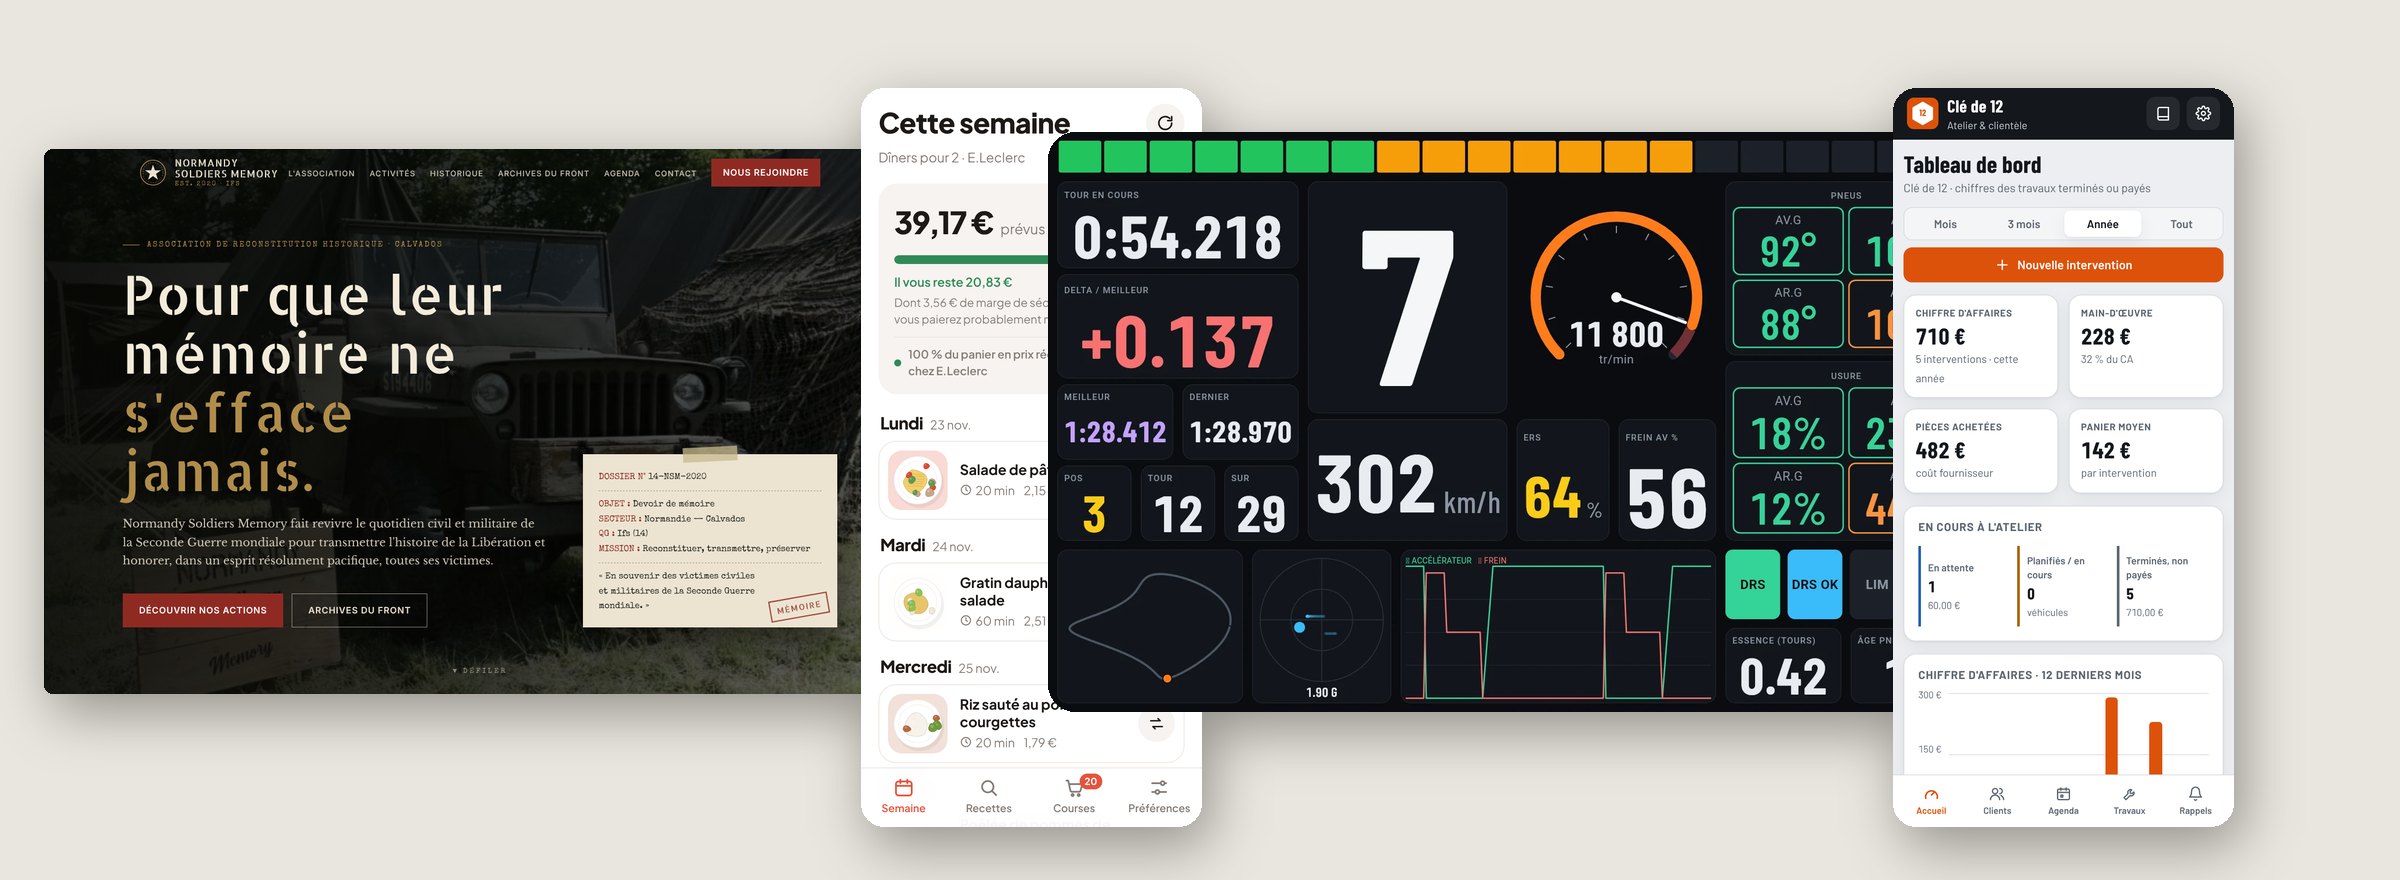 NORMANDY
SOLDIERS MEMORY
EST. 2020 · IFS
L'ASSOCIATION
ACTIVITÉS
HISTORIQUE
ARCHIVES DU FRONT
AGENDA
CONTACT
NOUS REJOINDRE
ASSOCIATION DE RECONSTITUTION HISTORIQUE · CALVADOS
Pour que leur
mémoire ne
s'efface
jamais.
Normandy Soldiers Memory fait revivre le quotidien civil et militaire de
la Seconde Guerre mondiale pour transmettre l'histoire de la Libération et
honorer, dans un esprit résolument pacifique, toutes ses victimes.
DÉCOUVRIR NOS ACTIONS
ARCHIVES DU FRONT
DOSSIER N° 14-NSM-2020
OBJET : Devoir de mémoire
SECTEUR : Normandie — Calvados
QG : Ifs (14)
MISSION : Reconstituer, transmettre, préserver
« En souvenir des victimes civiles
et militaires de la Seconde Guerre
mondiale. »
MÉMOIRE
Memory
▼ DÉFILER
Cette semaine
Dîners pour 2 · E.Leclerc
39,17 € prévus
Il vous reste 20,83 €
Dont 3,56 € de marge de séc
vous paierez probablement
100 % du panier en prix ré
chez E.Leclerc
Lundi 23 nov.
Salade de pâ
20 min 2,15
Mardi 24 nov.
Gratin dauph
salade
60 min 2,51
Mercredi 25 nov.
Riz sauté au po
courgettes
20 min 1,79 €
Semaine
Recettes
20
Courses
Préférences
TOUR EN COURS
0:54.218
DELTA / MEILLEUR
+0.137
MEILLEUR
1:28.412
DERNIER
1:28.970
POS
3
TOUR
12
SUR
29
7
302 km/h
11 800
tr/min
ERS
64 %
FREIN AV %
56
PNEUS
AV.G
92°
AR.G
88°
USURE
AV.G
18%
AR.G
12%
1.90 G
ACCÉLÉRATEUR
FREIN
DRS
DRS OK
LIM
ESSENCE (TOURS)
0.42
ÂGE PN
12
Clé de 12
Atelier & clientèle
Tableau de bord
Clé de 12 · chiffres des travaux terminés ou payés
Mois
3 mois
Année
Tout
+ Nouvelle intervention
CHIFFRE D'AFFAIRES
710 €
5 interventions · cette
année
MAIN-D'ŒUVRE
228 €
32 % du CA
PIÈCES ACHETÉES
482 €
coût fournisseur
PANIER MOYEN
142 €
par intervention
EN COURS À L'ATELIER
En attente
1
60,00 €
Planifiés / en
cours
0
véhicules
Terminés, non
payés
5
710,00 €
CHIFFRE D'AFFAIRES · 12 DERNIERS MOIS
300 €
150 €
Accueil
Clients
Agenda
Travaux
Rappels